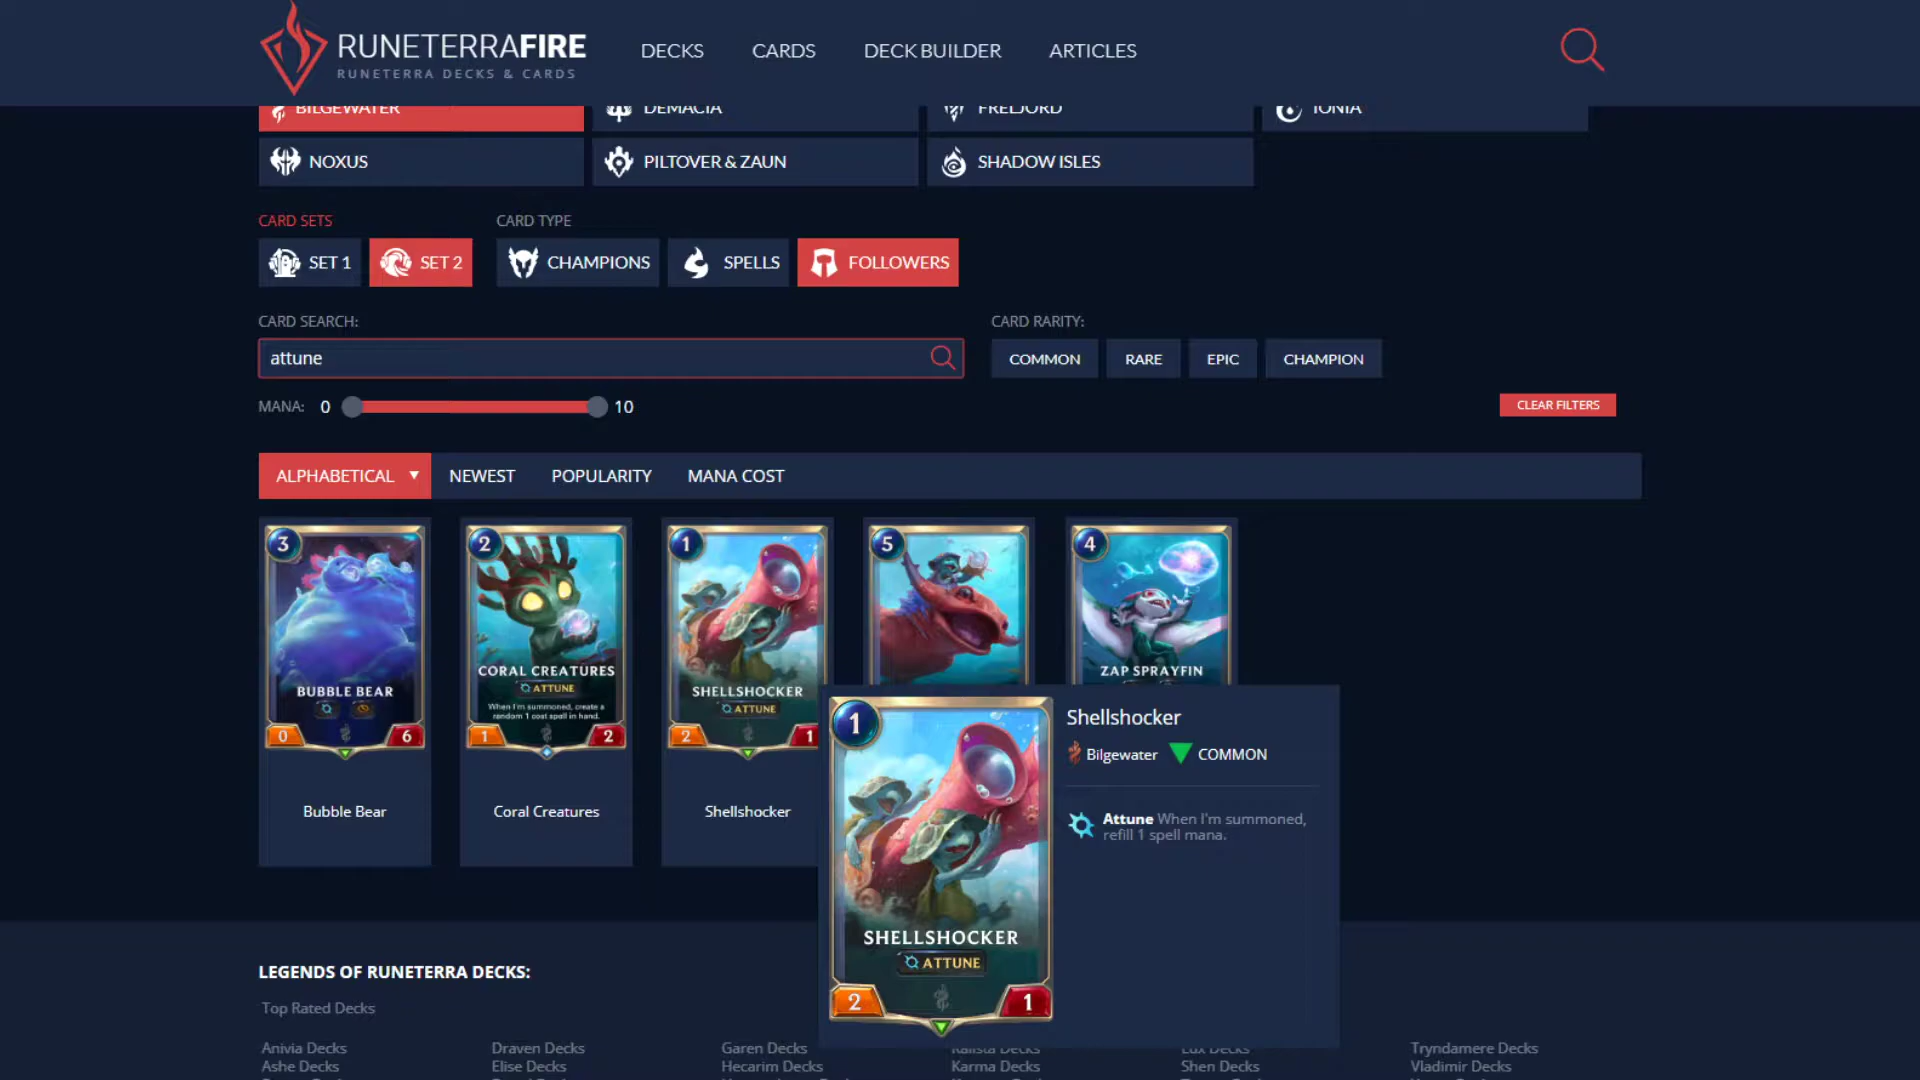 RUNETERRAFIRE
RUNETERRA DECKS & CARDS
DECKS
CARDS
DECK BUILDER
ARTICLES
BILGEWATER
DEMACIA
FRELJORD
IONIA
NOXUS
PILTOVER & ZAUN
SHADOW ISLES
CARD SETS
CARD TYPE
SET 1
SET 2
CHAMPIONS
SPELLS
FOLLOWERS
CARD SEARCH:
CARD RARITY:
attune
COMMON
RARE
EPIC
CHAMPION
MANA: 0 10
CLEAR FILTERS
ALPHABETICAL
NEWEST
POPULARITY
MANA COST
3
BUBBLE BEAR
0 6
Bubble Bear
2
CORAL CREATURES
ATTUNE
When I'm summoned, create a
random 1 cost spell in hand.
1 2
Coral Creatures
1
SHELLSHOCKER
ATTUNE
2 1
Shellshocker
5
4
ZAP SPRAYFIN
1
SHELLSHOCKER
ATTUNE
2 1
Shellshocker
Bilgewater COMMON
Attune When I'm summoned,
refill 1 spell mana.
LEGENDS OF RUNETERRA DECKS:
Top Rated Decks
Anivia Decks
Draven Decks
Garen Decks
Kalista Decks
Lux Decks
Tryndamere Decks
Ashe Decks
Elise Decks
Hecarim Decks
Karma Decks
Shen Decks
Vladimir Decks